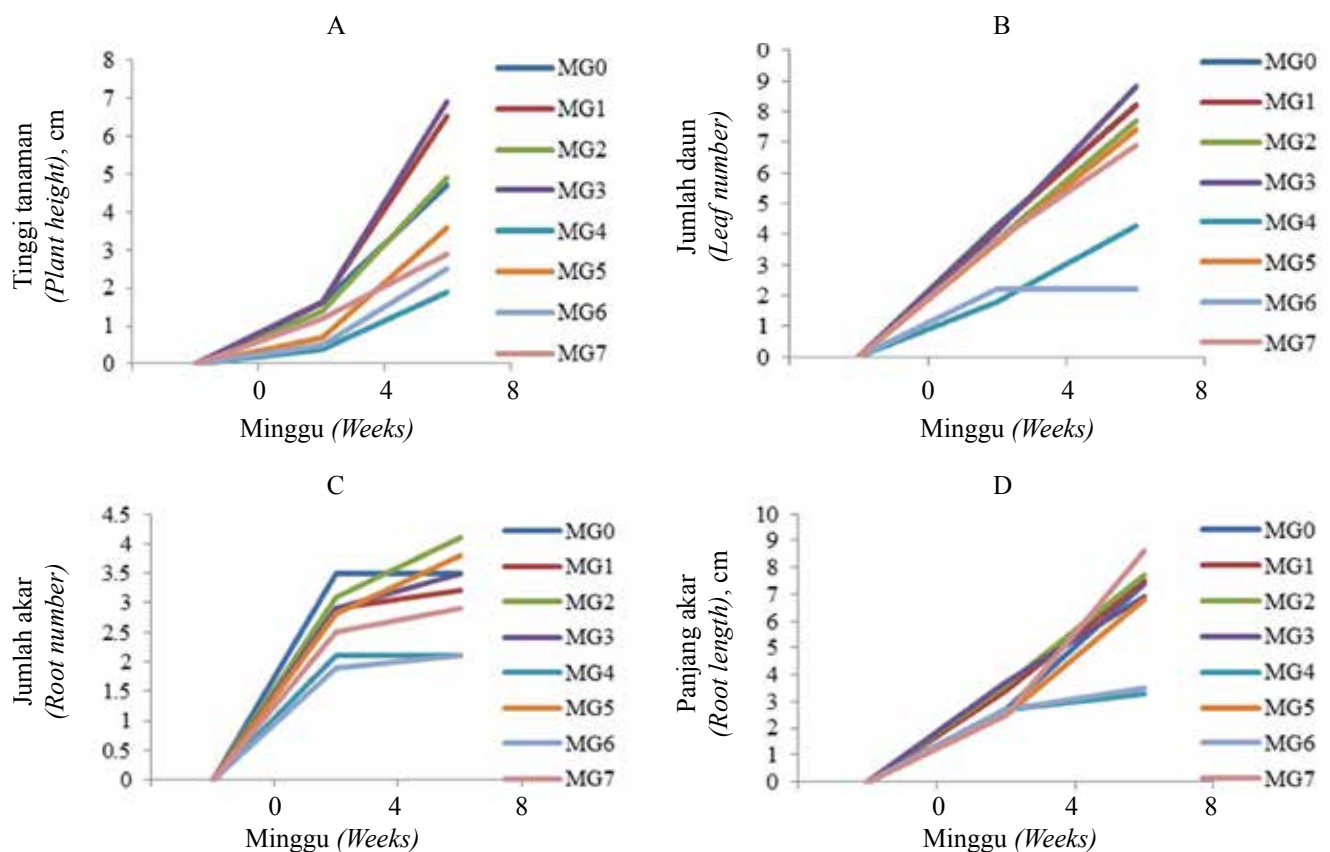 A
Tinggi tanaman
(Plant height), cm
8
7
6
5
4
3
2
1
0
0
4
8
Minggu (Weeks)
MG0
MG1
MG2
MG3
MG4
MG5
MG6
MG7
B
Jumlah daun
(Leaf number)
0
9
8
7
6
5
4
3
2
1
0
0
4
8
Minggu (Weeks)
MG0
MG1
MG2
MG3
MG4
MG5
MG6
MG7
C
Jumlah akar
(Root number)
4.5
4
3.5
3
2.5
2
1.5
1
0.5
0
0
4
8
Minggu (Weeks)
MG0
MG1
MG2
MG3
MG4
MG5
MG6
MG7
D
Panjang akar
(Root length), cm
10
9
8
7
6
5
4
3
2
1
0
0
4
8
Minggu (Weeks)
MG0
MG1
MG2
MG3
MG4
MG5
MG6
MG7